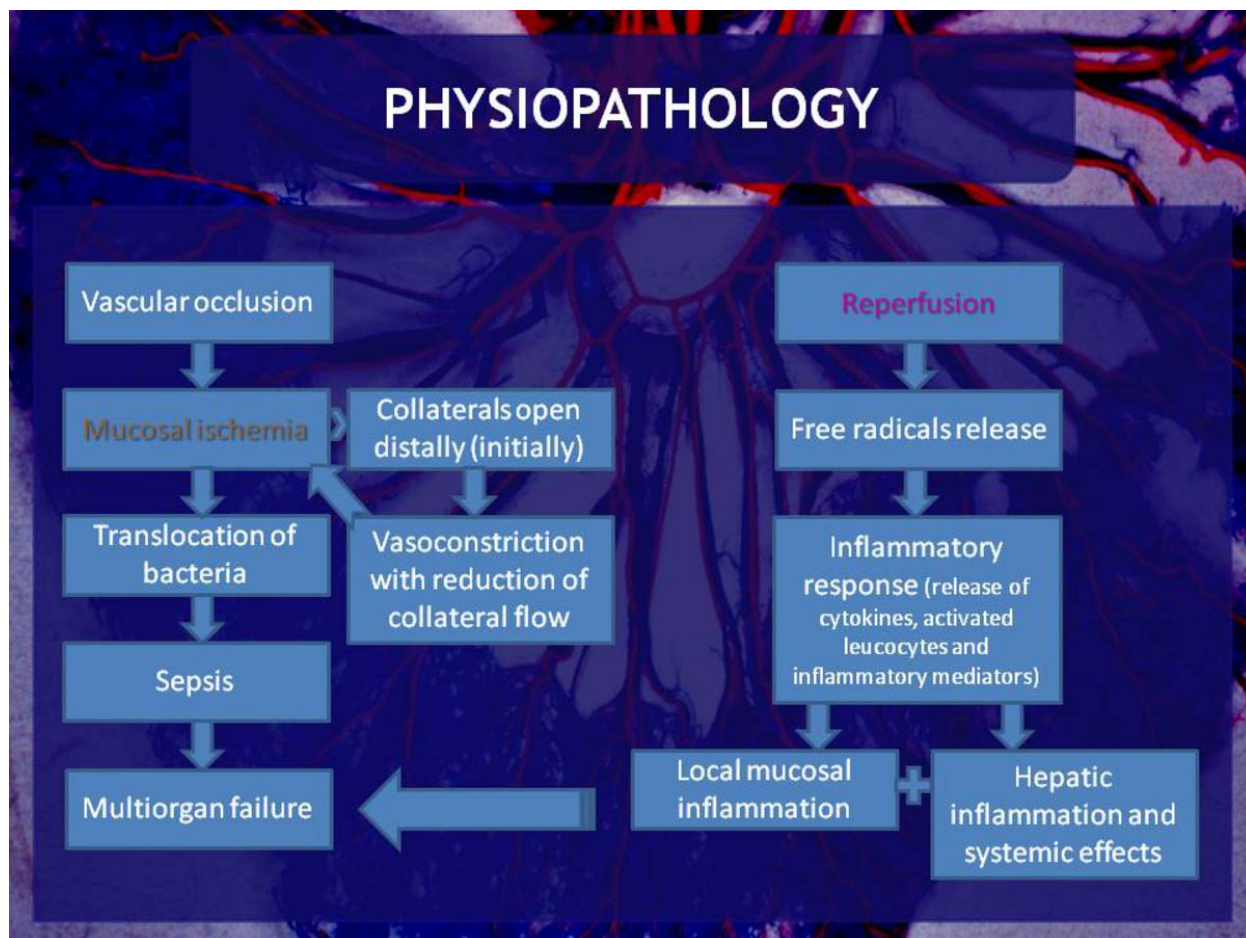 PHYSIOPATHOLOGY
Vascular occlusion
Mucosal ischemia
Collaterals open
distally (initially)
Translocation of
bacteria
Vasoconstriction
with reduction of
collateral flow
Sepsis
Multiorgan failure
Reperfusion
Free radicals release
Inflammatory
response (release of
cytokines, activated
leucocytes and
inflammatory mediators)
Local mucosal
inflammation
Hepatic
inflammation and
systemic effects